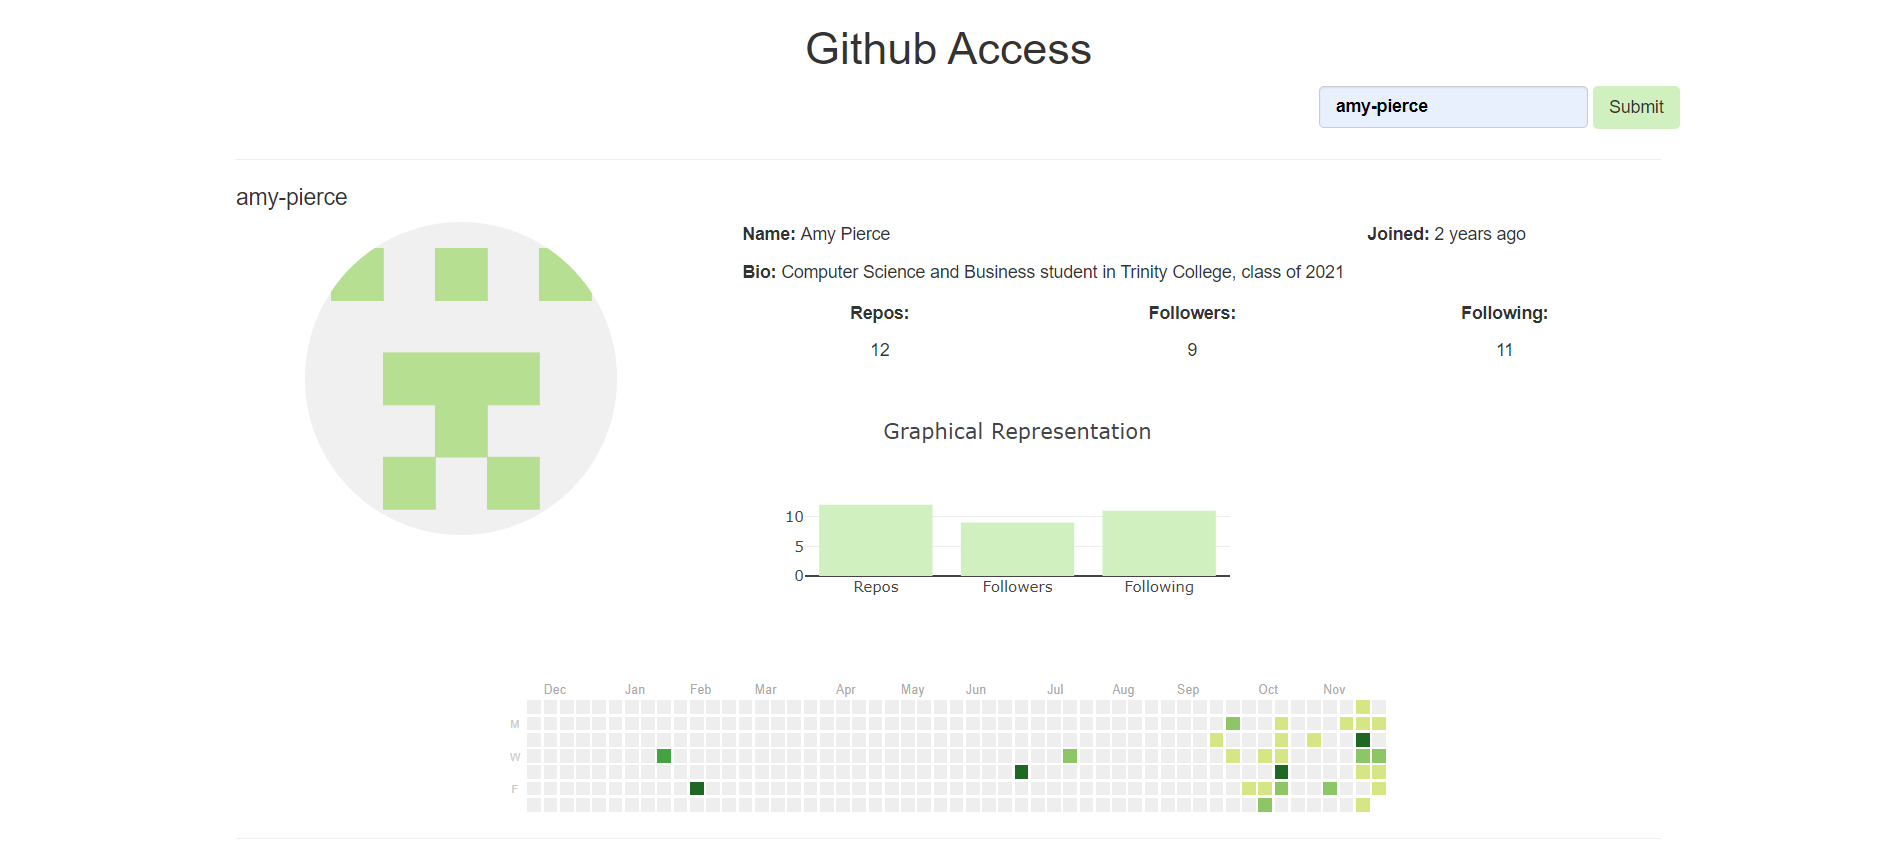 Github Access
amy-pierce
Submit
amy-pierce
Name: Amy Pierce
Joined: 2 years ago
Bio: Computer Science and Business student in Trinity College, class of 2021
Repos:
Followers:
Following:
12
9
11
Graphical Representation
10
5
0
Repos
Followers
Following
Dec Jan Feb Mar Apr May Jun Jul Aug Sep Oct Nov
M
W
F